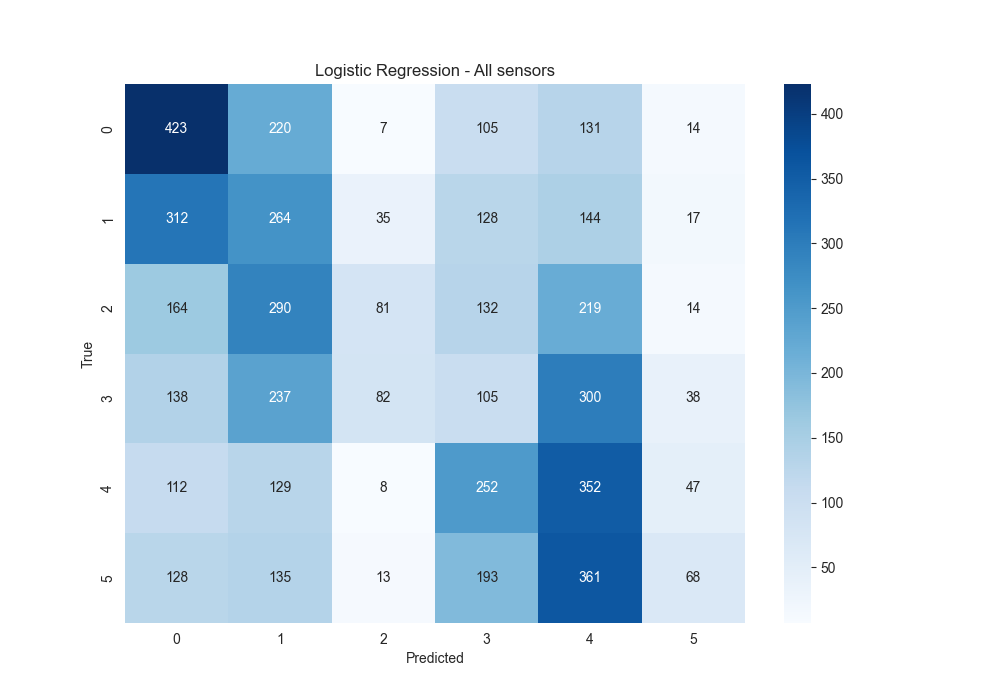 Logistic Regression - All sensors
0 423 220 7 105 131 14
1 312 264 35 128 144 17
2 164 290 81 132 219 14
3 138 237 82 105 300 38
4 112 129 8 252 352 47
5 128 135 13 193 361 68
0 1 2 3 4 5
Predicted
True
400
350
300
250
200
150
100
50